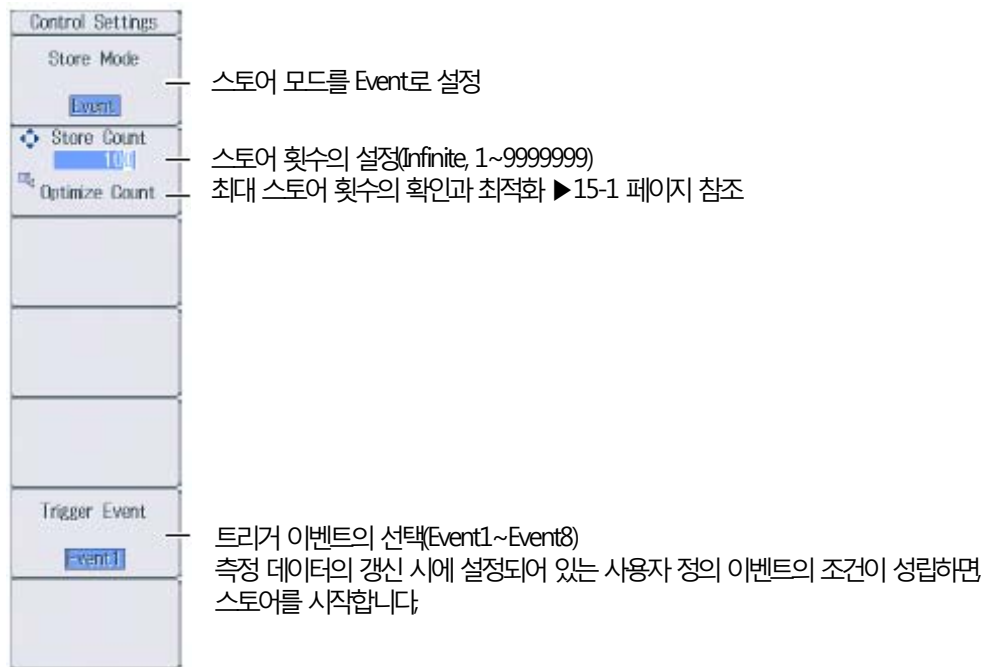 Control Settings
Store Mode
Event
스토어 모드를 Event로 설정
Store Count
100
스토어 횟수의 설정(Infinite, 1~9999999)
Optimize Count
최대 스토어 횟수의 확인과 최적화 ▶15-1 페이지 참조
Trigger Event
Event1
트리거 이벤트의 선택(Event1~Event8)
측정 데이터의 갱신 시에 설정되어 있는 사용자 정의 이벤트의 조건이 성립하면,
스토어를 시작합니다;